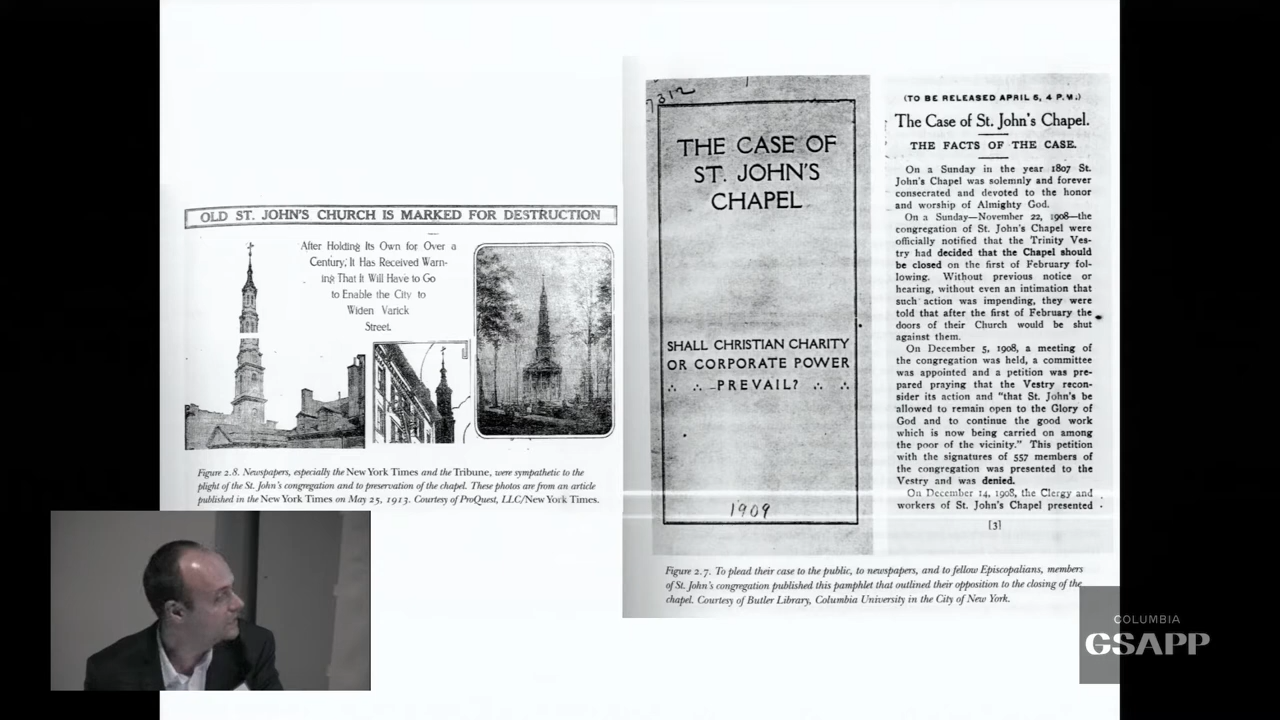 OLD ST. JOHN'S CHURCH IS MARKED FOR DESTRUCTION
After Holding Its Own for Over a
Century, It Has Received Warn-
ing That It Will Have to Go
to Enable the City to
Widen Varick
Street.
Figure 2.8. Newspapers, especially the New York Times and the Tribune, were sympathetic to the
plight of the St. John's congregation and to preservation of the chapel. These photos are from an article
published in the New York Times on May 25, 1913. Courtesy of ProQuest, LLC/New York Times.
7312
THE CASE OF
ST. JOHN'S
CHAPEL
SHALL CHRISTIAN CHARITY
OR CORPORATE POWER
PREVAIL?
1909
(TO BE RELEASED APRIL 5, 4 P.M.)
The Case of St. John's Chapel.
THE FACTS OF THE CASE.
On a Sunday in the year 1807 St.
John's Chapel was solemnly and forever
consecrated and devoted to the honor
and worship of Almighty God.
On a Sunday—November 22, 1908—the
congregation of St. John's Chapel were
officially notified that the Trinity Ves-
try had decided that the Chapel should
be closed on the first of February fol-
lowing. Without previous notice or
hearing, without even an intimation that
such action was impending, they were
told that after the first of February the
doors of their Church would be shut
against them.
On December 5, 1908, a meeting of
the congregation was held, a committee
was appointed and a petition was pre-
pared praying that the Vestry recon-
sider its action and "that St. John's be
allowed to remain open to the Glory of
God and to continue the good work
which is now being carried on among
the poor of the vicinity." This petition
with the signatures of 557 members of
the congregation was presented to the
Vestry and was denied.
On December 14, 1908, the Clergy and
workers of St. John's Chapel presented
[3]
Figure 2.7. To plead their case to the public, to newspapers, and to fellow Episcopalians, members
of St. John's congregation published this pamphlet that outlined their opposition to the closing of the
chapel. Courtesy of Butler Library, Columbia University in the City of New York.
COLUMBIA
GSAPP